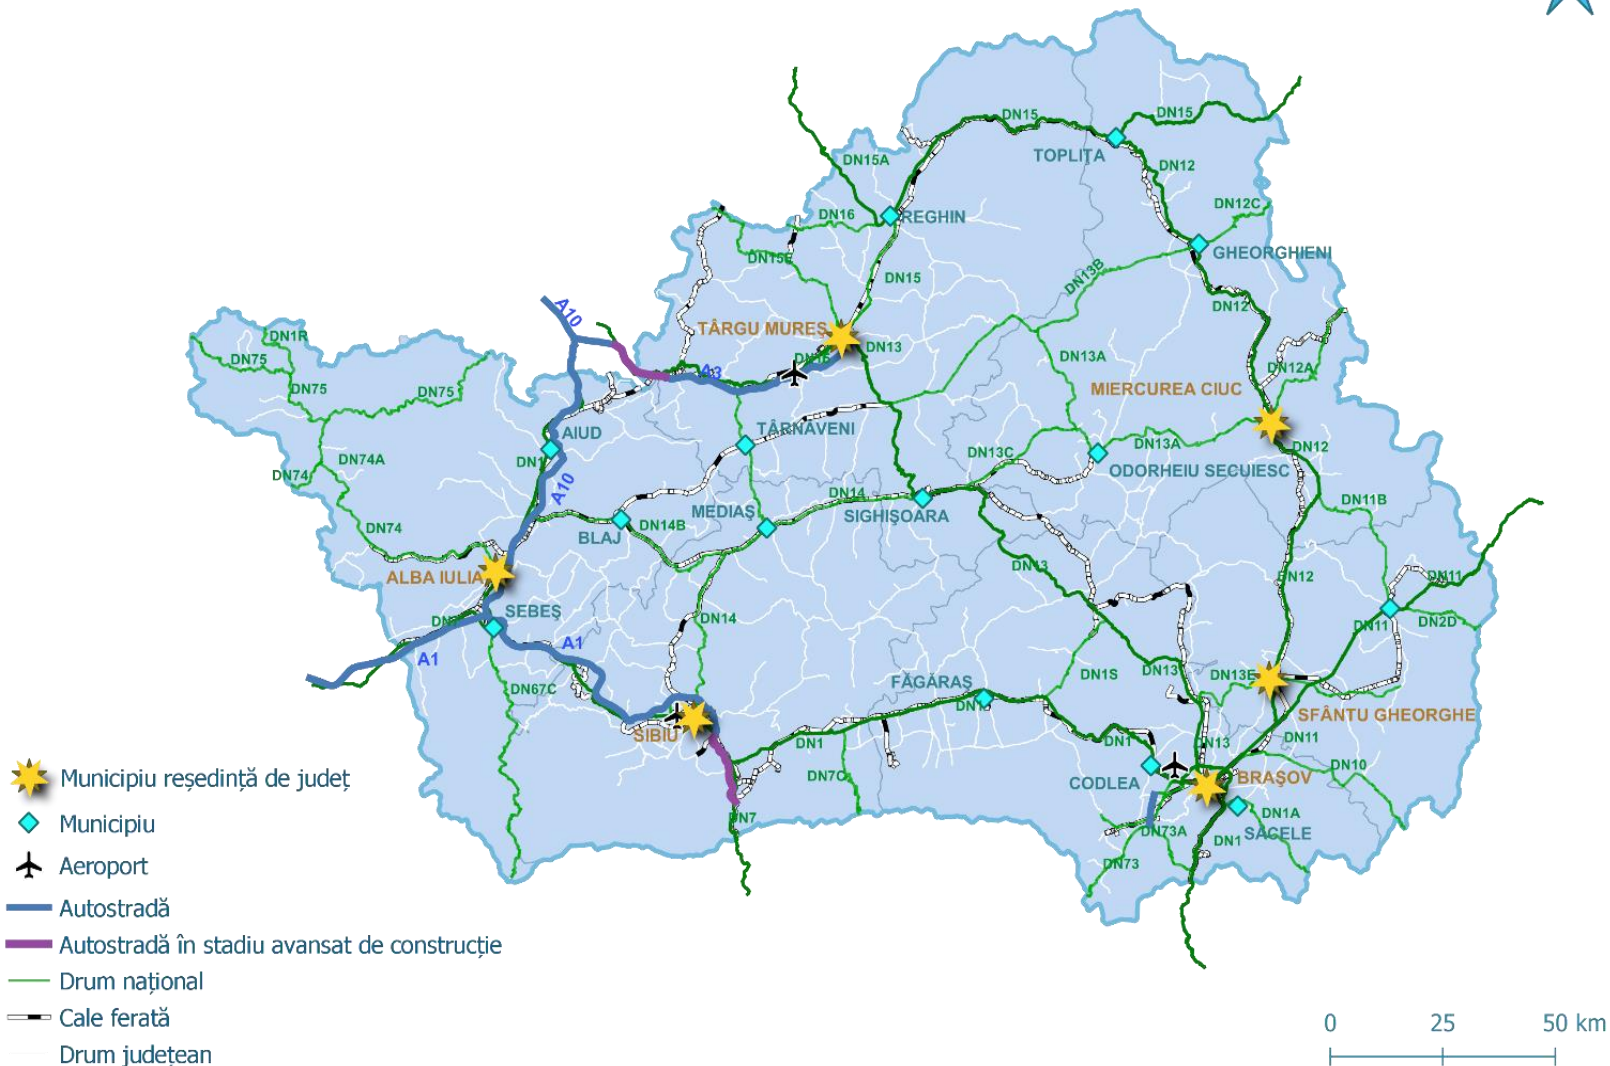 DN15
DN15
TOPLIȚA
DN12
DN15A
DN16
REGHIN
DN12C
GHEORGHIENI
DN15E
DN15
DN13B
DN12
A10
TÂRGU MUREȘ
DN13
DN1R
DN75
DN75
DN75
A3
DN13A
DN12A
MIERCUREA CIUC
AIUD
TÂRNĂVENI
DN1
DN13C
DN13A
DN12
ODORHEIU SECUIESC
DN74A
DN74
A10
DN14
MEDIAȘ
SIGHIȘOARA
DN11B
DN74
DN14B
BLAJ
ALBA IULIA
DN13
DN12
DN11
SEBEȘ
DN14
DN11
DN2D
A1
A1
DN67C
FĂGĂRAȘ
DN1S
DN13
DN13E
SFÂNTU GHEORGHE
SIBIU
DN1
DN1
DN13
DN11
DN7C
CODLEA
BRAȘOV
DN10
DN7
DN73A
DN1A
DN1
SĂCELE
DN73
Municipiu reședință de județ
Municipiu
Aeroport
Autostradă
Autostradă în stadiu avansat de construcție
Drum național
Cale ferată
Drum județean
0 25 50 km